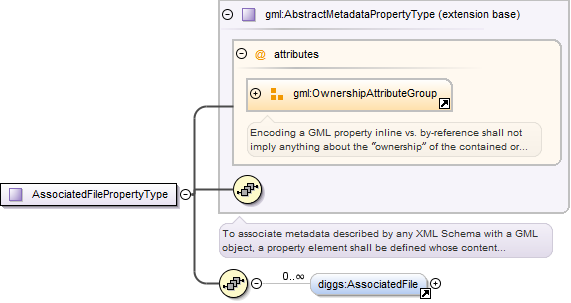 gml:AbstractMetadataPropertyType (extension base)
@ attributes
gml:OwnershipAttributeGroup
Encoding a GML property inline vs. by-reference shall not
imply anything about the "ownership" of the contained or...
AssociatedFilePropertyType
To associate metadata described by any XML Schema with a GML
object, a property element shall be defined whose content...
0..∞
diggs:AssociatedFile